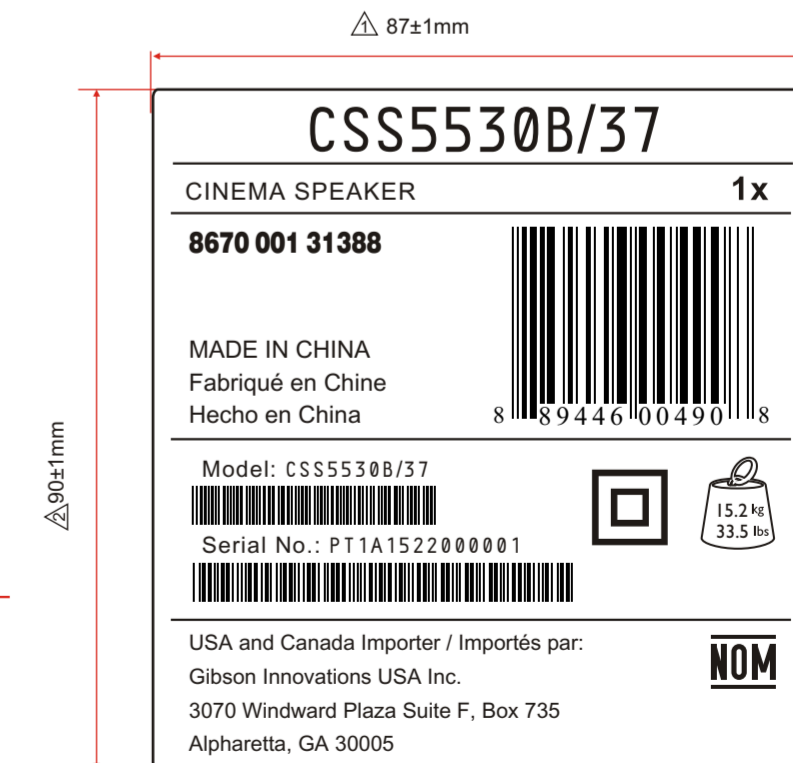 1 87±1mm
CSS5530B/37
CINEMA SPEAKER 1x
8670 001 31388
MADE IN CHINA
Fabriqué en Chine
Hecho en China
8 89446 00490 8
2 90±1mm
Model: CSS5530B/37
15.2 kg
33.5 lbs
Serial No.: PT1A1522000001
USA and Canada Importer / Importés par:
NOM
Gibson Innovations USA Inc.
3070 Windward Plaza Suite F, Box 735
Alpharetta, GA 30005